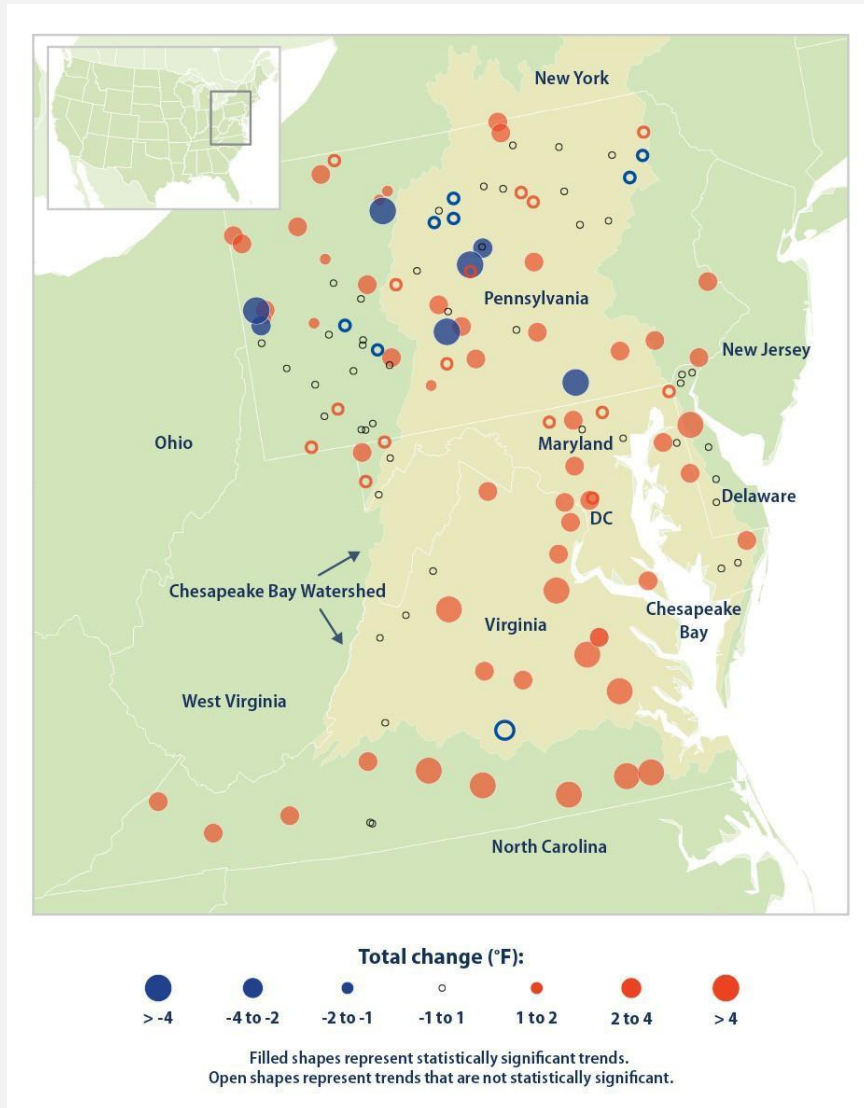 New York
Pennsylvania
New Jersey
Ohio
Maryland
Delaware
DC
Chesapeake Bay Watershed
Chesapeake
Bay
Virginia
West Virginia
North Carolina
Total change (°F):
> -4
-4 to -2
-2 to -1
-1 to 1
1 to 2
2 to 4
> 4
Filled shapes represent statistically significant trends.
Open shapes represent trends that are not statistically significant.